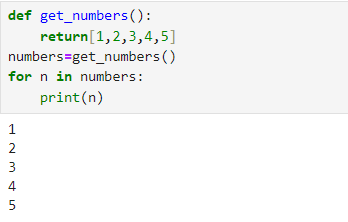 def get_numbers():
    return[1,2,3,4,5]
numbers=get_numbers()
for n in numbers:
    print(n)
1
2
3
4
5